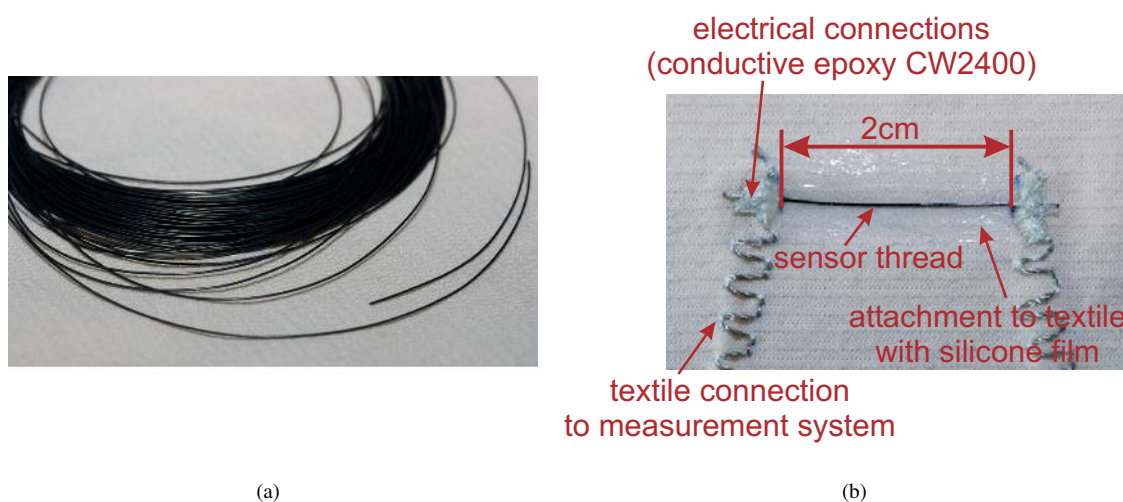 electrical connections
(conductive epoxy CW2400)
2cm
sensor thread
attachment to textile
with silicone film
textile connection
to measurement system
(a)
(b)